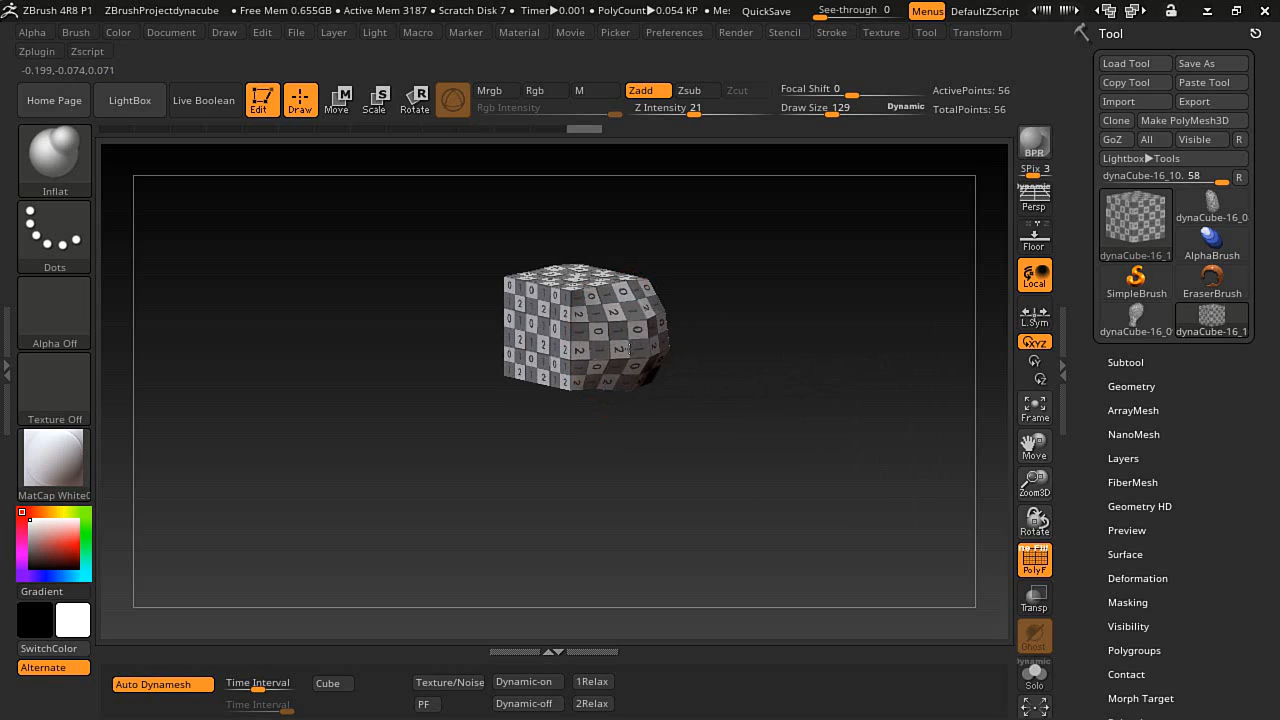 ZBrush 4R8 P1 ZBrushProjectdynacube • Free Mem 0.655GB • Active Mem 3187 • Scratch Disk 7 • Timer▶0.001 • PolyCount▶0.054 KP • Me: QuickSave See-through 0 Menus DefaultZScript
Alpha Brush Color Document Draw Edit File Layer Light Macro Marker Material Movie Picker Preferences Render Stencil Stroke Texture Tool Transform
Zplugin Zscript
-0.199,-0.074,0.071
Home Page LightBox Live Boolean Edit Draw Move Scale Rotate
Mrgb Rgb M Zadd Zsub Zcut Focal Shift 0 ActivePoints: 56
Rgb Intensity Z Intensity 21 Draw Size 129 Dynamic TotalPoints: 56
Inflat
Dots
Alpha Off
Texture Off
MatCap WhiteC
Gradient
SwitchColor
Alternate
BPR
SPix 3
Dynamic
Persp
Floor
Local
L.Sym
XYZ
Y
Z
Frame
Move
Zoom3D
Rotate
PolyF
Transp
Ghost
Dynamic
Solo
Auto Dynamesh Time Interval Cube Texture/Noise Dynamic-on 1Relax
Time Interval PF Dynamic-off 2Relax
Tool
Load Tool Save As
Copy Tool Paste Tool
Import Export
Clone Make PolyMesh3D
GoZ All Visible R
Lightbox▶Tools
dynaCube-16_10. 58 R
dynaCube-16_0
dynaCube-16_1 AlphaBrush
SimpleBrush EraserBrush
dynaCube-16_0 dynaCube-16_1
Subtool
Geometry
ArrayMesh
NanoMesh
Layers
FiberMesh
Geometry HD
Preview
Surface
Deformation
Masking
Visibility
Polygroups
Contact
Morph Target